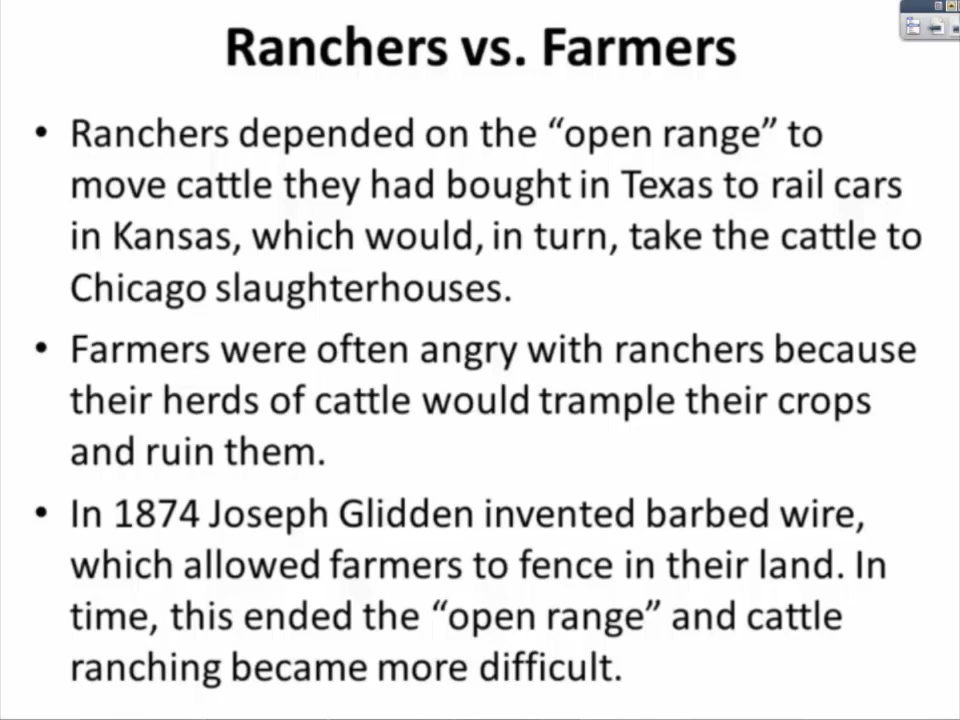 Ranchers vs. Farmers
• Ranchers depended on the “open range” to
move cattle they had bought in Texas to rail cars
in Kansas, which would, in turn, take the cattle to
Chicago slaughterhouses.
• Farmers were often angry with ranchers because
their herds of cattle would trample their crops
and ruin them.
• In 1874 Joseph Glidden invented barbed wire,
which allowed farmers to fence in their land. In
time, this ended the “open range” and cattle
ranching became more difficult.